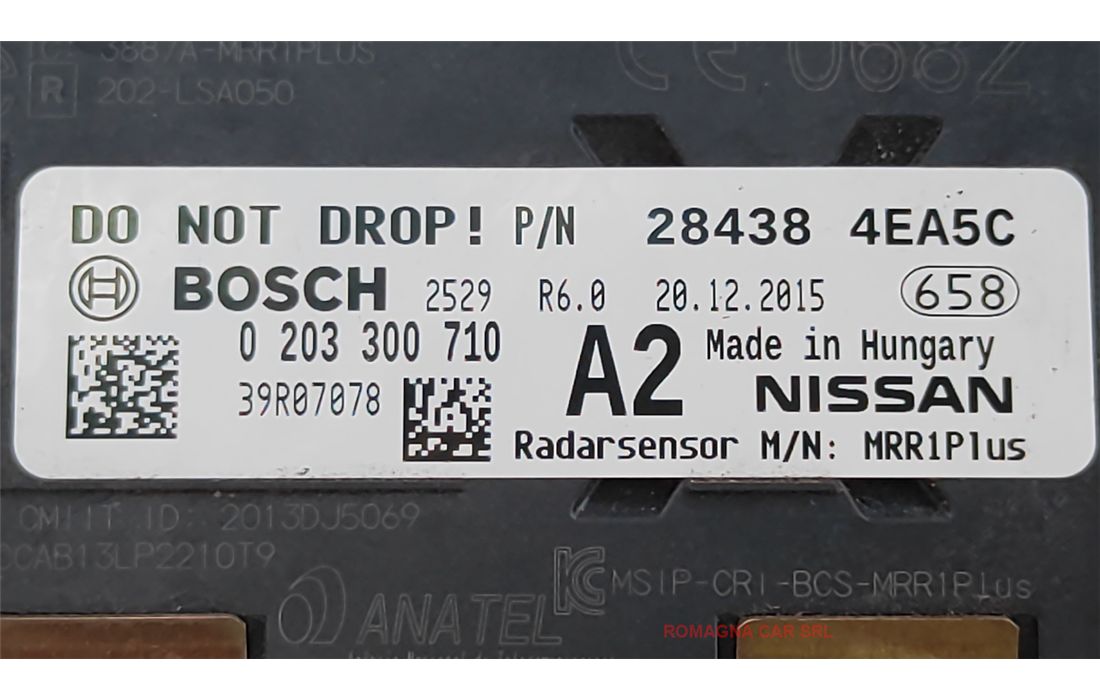 3887A-MRR1PLUS
R 202-LSA050
CE 0682
DO NOT DROP! P/N 28438 4EA5C
BOSCH 2529 R6.0 20.12.2015 658
0 203 300 710 A2 Made in Hungary
39R07078 NISSAN
Radarsensor M/N: MRR1Plus
CMIIT ID: 2013DJ5069
CCAB13LP2210T9
MSIP-CRI-BCS-MRR1Plus
ANATEL
ROMAGNA CAR SRL